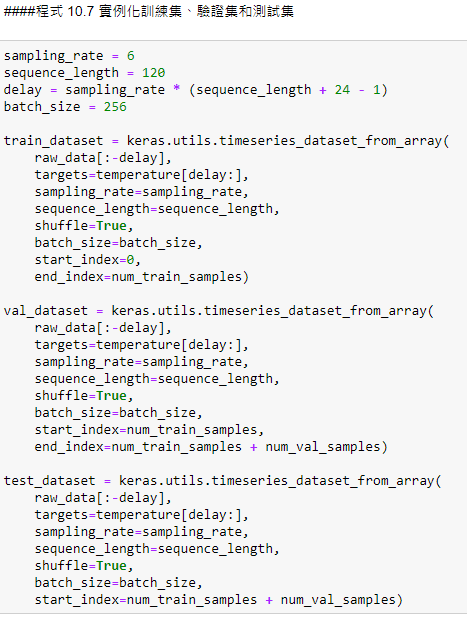 ####程式 10.7 實例化訓練集、驗證集和測試集
sampling_rate = 6
sequence_length = 120
delay = sampling_rate * (sequence_length + 24 - 1)
batch_size = 256
train_dataset = keras.utils.timeseries_dataset_from_array(
    raw_data[:-delay],
    targets=temperature[delay:],
    sampling_rate=sampling_rate,
    sequence_length=sequence_length,
    shuffle=True,
    batch_size=batch_size,
    start_index=0,
    end_index=num_train_samples)
val_dataset = keras.utils.timeseries_dataset_from_array(
    raw_data[:-delay],
    targets=temperature[delay:],
    sampling_rate=sampling_rate,
    sequence_length=sequence_length,
    shuffle=True,
    batch_size=batch_size,
    start_index=num_train_samples,
    end_index=num_train_samples + num_val_samples)
test_dataset = keras.utils.timeseries_dataset_from_array(
    raw_data[:-delay],
    targets=temperature[delay:],
    sampling_rate=sampling_rate,
    sequence_length=sequence_length,
    shuffle=True,
    batch_size=batch_size,
    start_index=num_train_samples + num_val_samples)